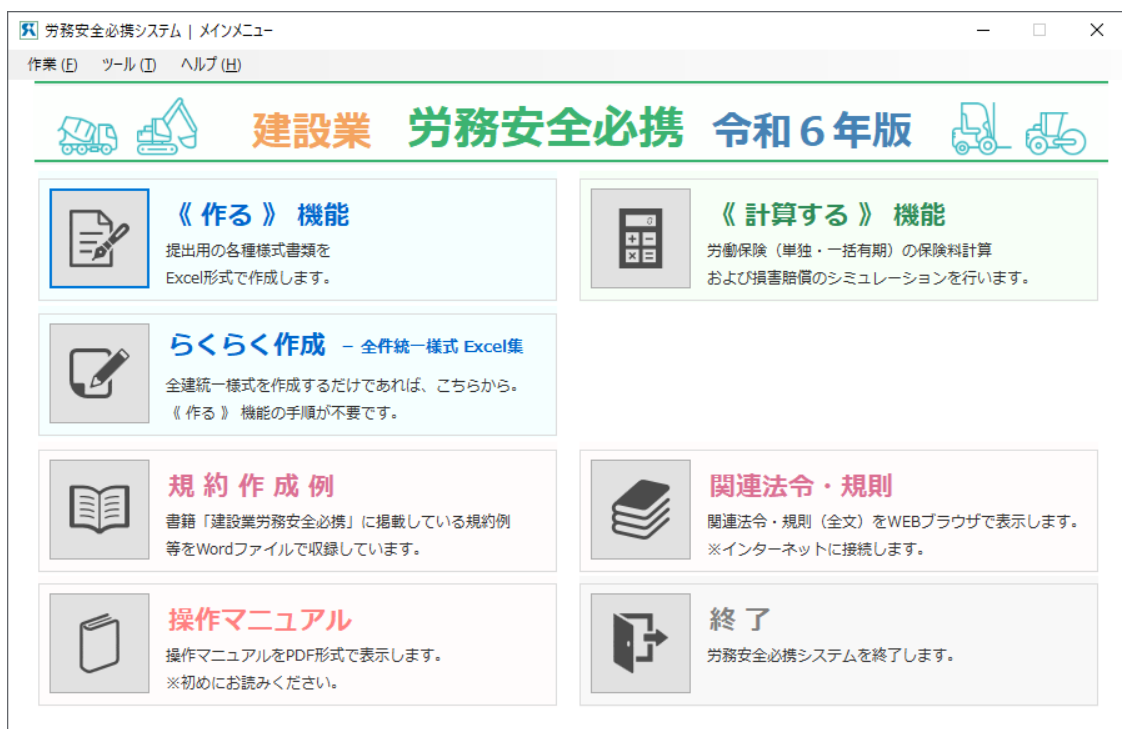 労務安全必携システム | メインメニュー
作業 (F) ツール (T) ヘルプ (H)
建設業 労務安全必携 令和6年版
《 作る 》 機能
提出用の各種様式書類を
Excel形式で作成します。
《 計算する 》 機能
労働保険（単独・一括有期）の保険料計算
および損害賠償のシミュレーションを行います。
らくらく作成 － 全件統一様式 Excel集
全建統一様式を作成するだけであれば、こちらから。
《 作る 》 機能の手順が不要です。
規 約 作 成 例
書籍「建設業労務安全必携」に掲載している規約例
等をWordファイルで収録しています。
関連法令・規則
関連法令・規則（全文）をWEBブラウザで表示します。
※インターネットに接続します。
操作マニュアル
操作マニュアルをPDF形式で表示します。
※初めにお読みください。
終 了
労務安全必携システムを終了します。